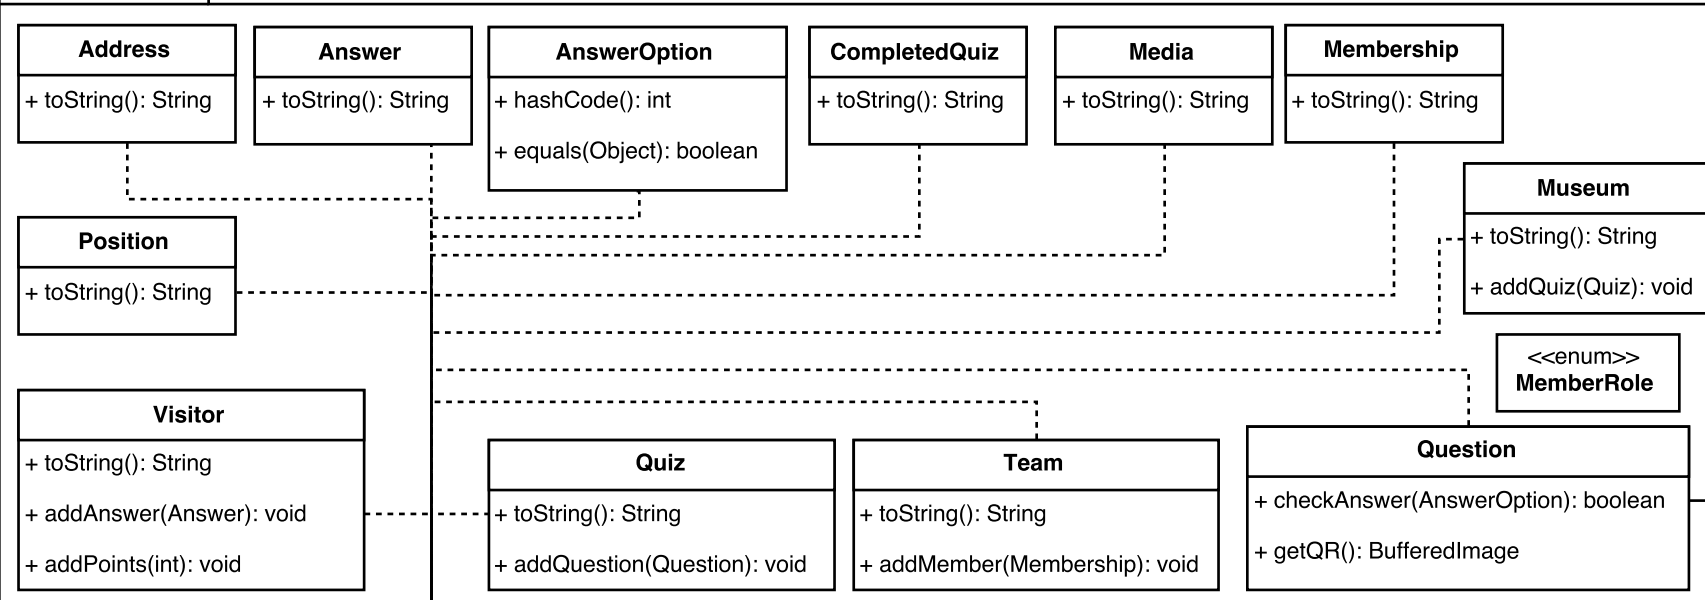 Address
+ toString(): String
Answer
+ toString(): String
AnswerOption
+ hashCode(): int
+ equals(Object): boolean
CompletedQuiz
+ toString(): String
Media
+ toString(): String
Membership
+ toString(): String
Museum
+ toString(): String
+ addQuiz(Quiz): void
Position
+ toString(): String
<<enum>>
MemberRole
Visitor
+ toString(): String
+ addAnswer(Answer): void
+ addPoints(int): void
Quiz
+ toString(): String
+ addQuestion(Question): void
Team
+ toString(): String
+ addMember(Membership): void
Question
+ checkAnswer(AnswerOption): boolean
+ getQR(): BufferedImage